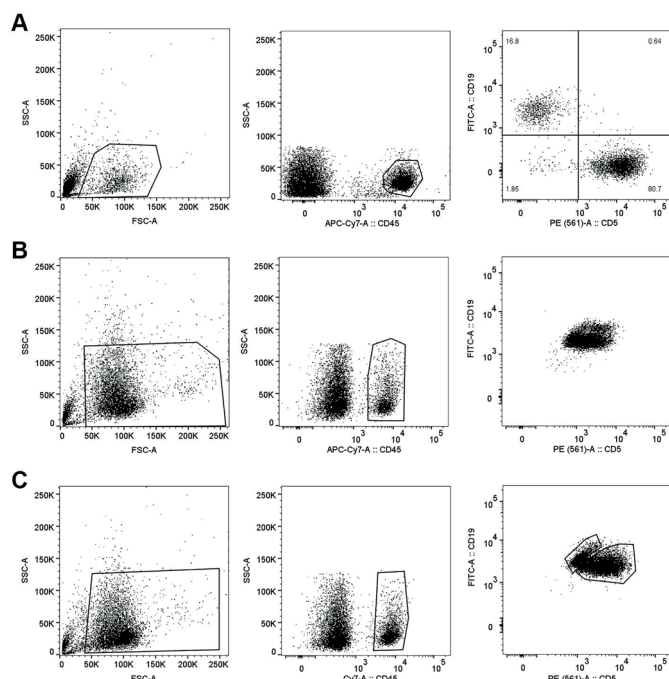 A
250K
200K
150K
100K
50K
0
SSC-A
0 50K 100K 150K 200K 250K
FSC-A
250K
200K
150K
100K
50K
0
SSC-A
0 10^3 10^4 10^5
APC-Cy7-A :: CD45
16.8 0.64
10^5
10^4
10^3
0
FITC-A :: CD19
1.85 80.7
0 10^3 10^4 10^5
PE (561)-A :: CD5
B
250K
200K
150K
100K
50K
0
SSC-A
0 50K 100K 150K 200K 250K
FSC-A
250K
200K
150K
100K
50K
0
SSC-A
0 10^3 10^4 10^5
APC-Cy7-A :: CD45
10^5
10^4
10^3
0
FITC-A :: CD19
0 10^3 10^4 10^5
PE (561)-A :: CD5
C
250K
200K
150K
100K
50K
0
SSC-A
0 50K 100K 150K 200K 250K
FSC-A
250K
200K
150K
100K
50K
0
SSC-A
0 10^3 10^4 10^5
Cy7-A :: CD45
10^5
10^4
10^3
0
FITC-A :: CD19
0 10^3 10^4 10^5
PE (561)-A :: CD5